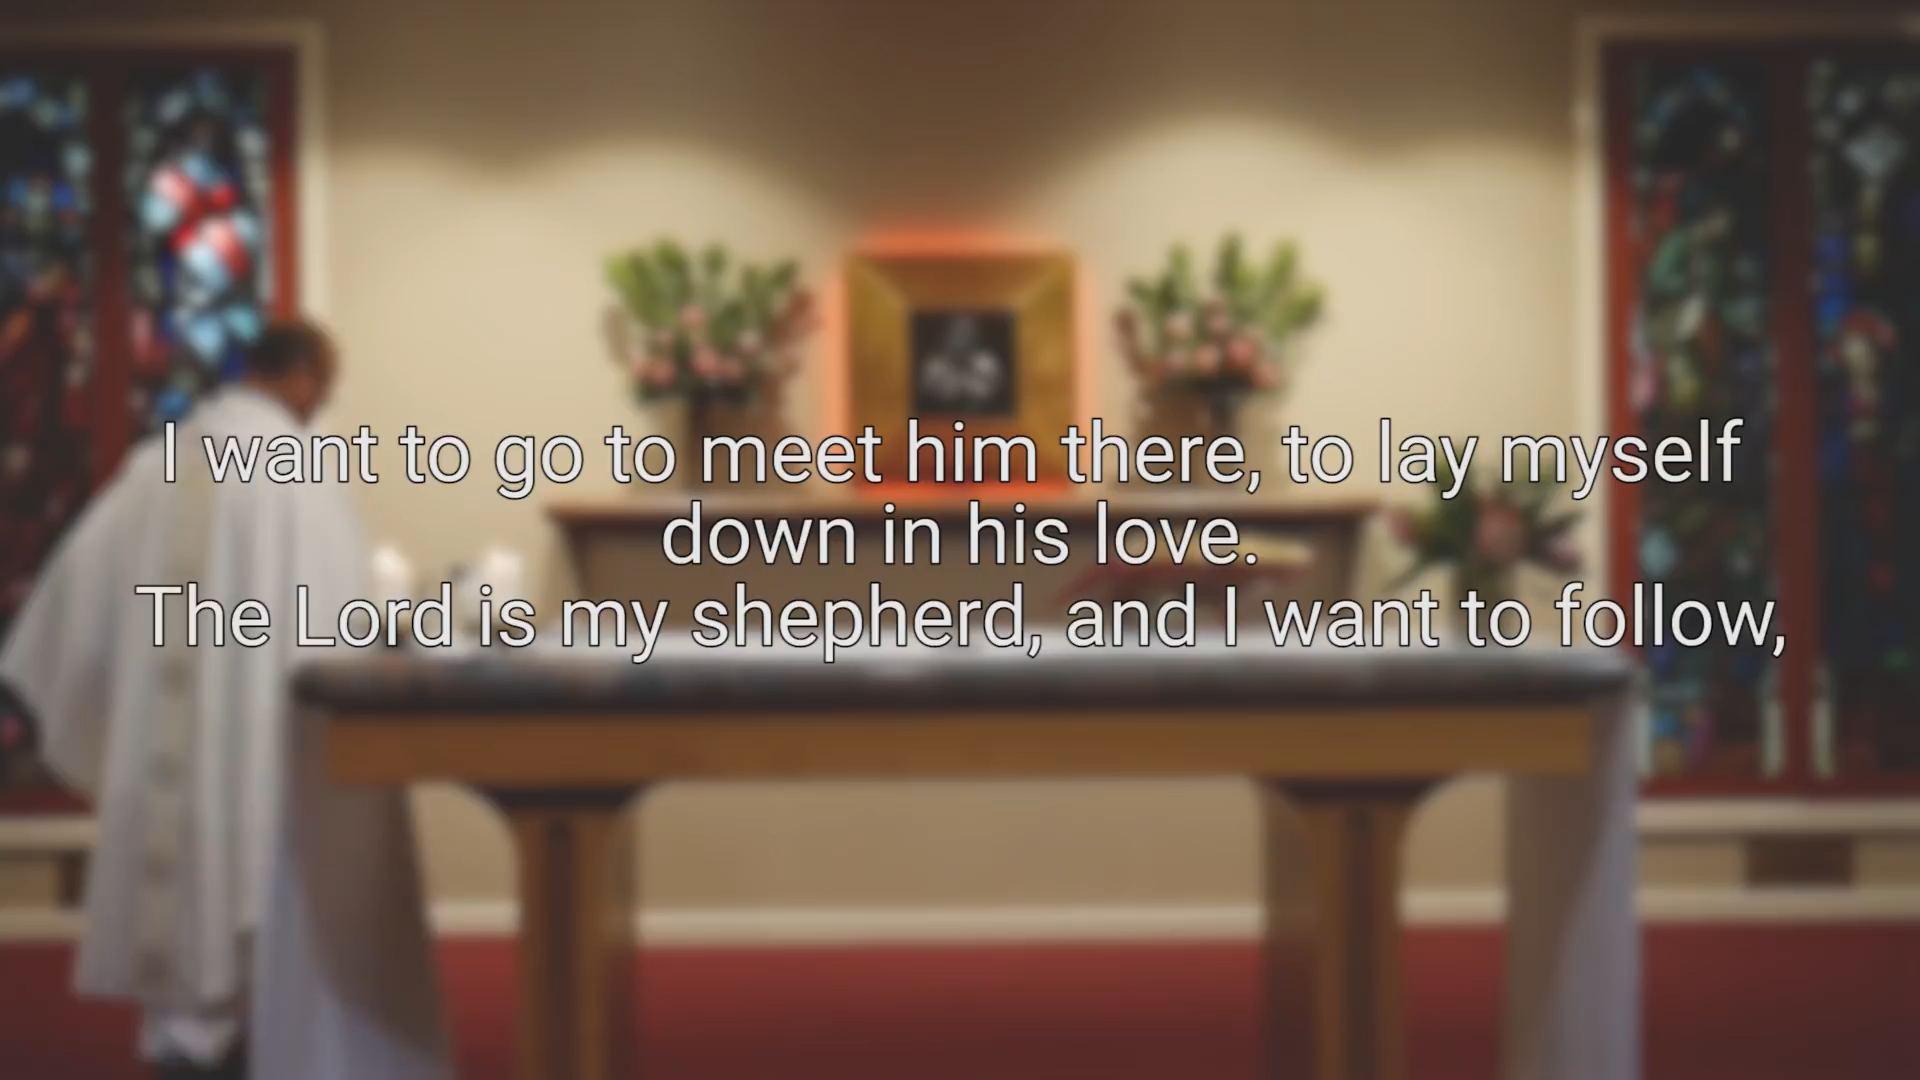 I want to go to meet him there, to lay myself
down in his love.
The Lord is my shepherd, and I want to follow,